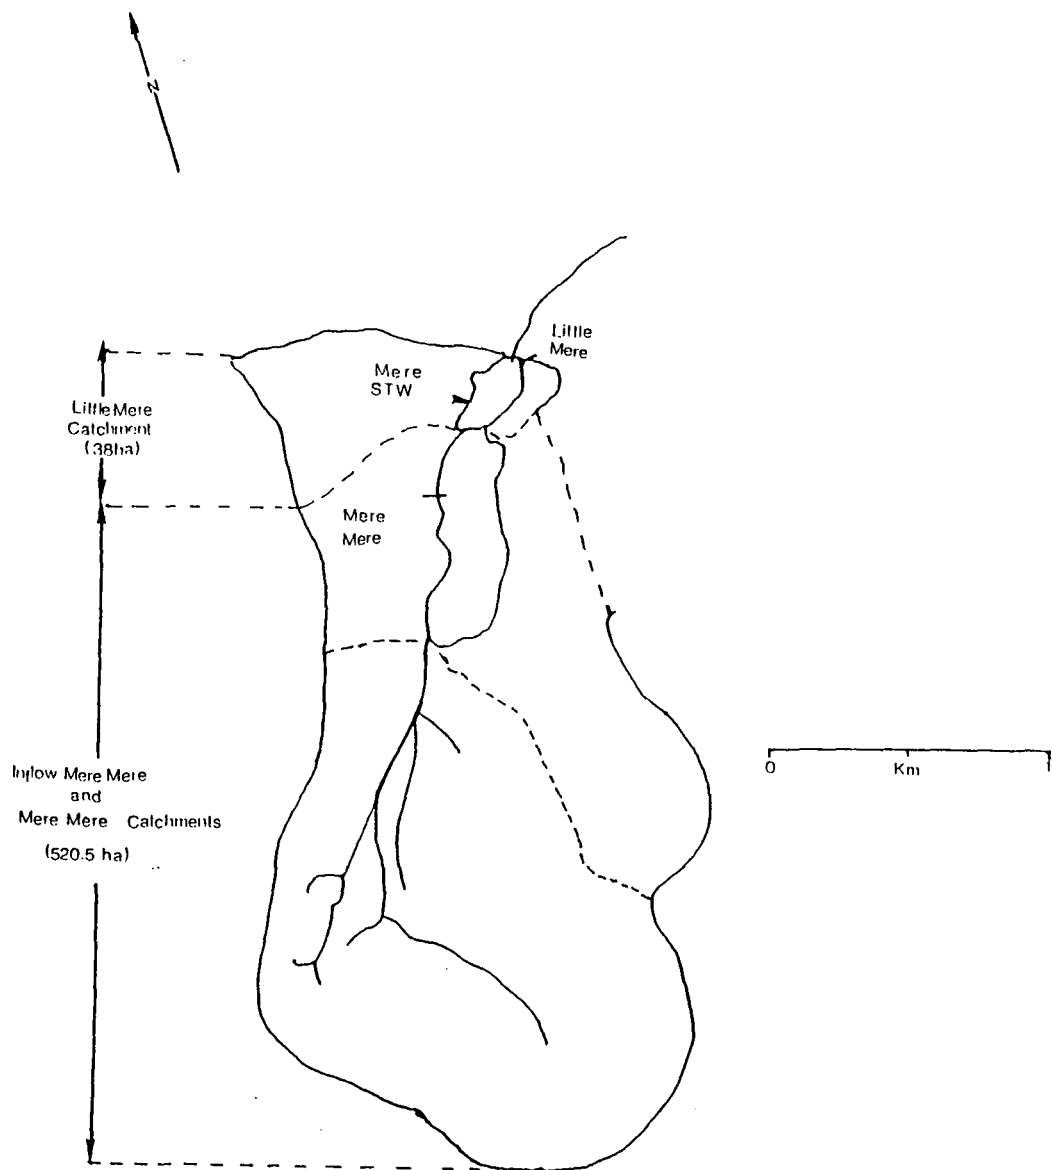 N
Little
Mere
Mere
STW
Little Mere
Catchment
(38ha)
Mere
Mere
0 Km 1
Inflow Mere Mere
and
Mere Mere Catchments
(520.5 ha)